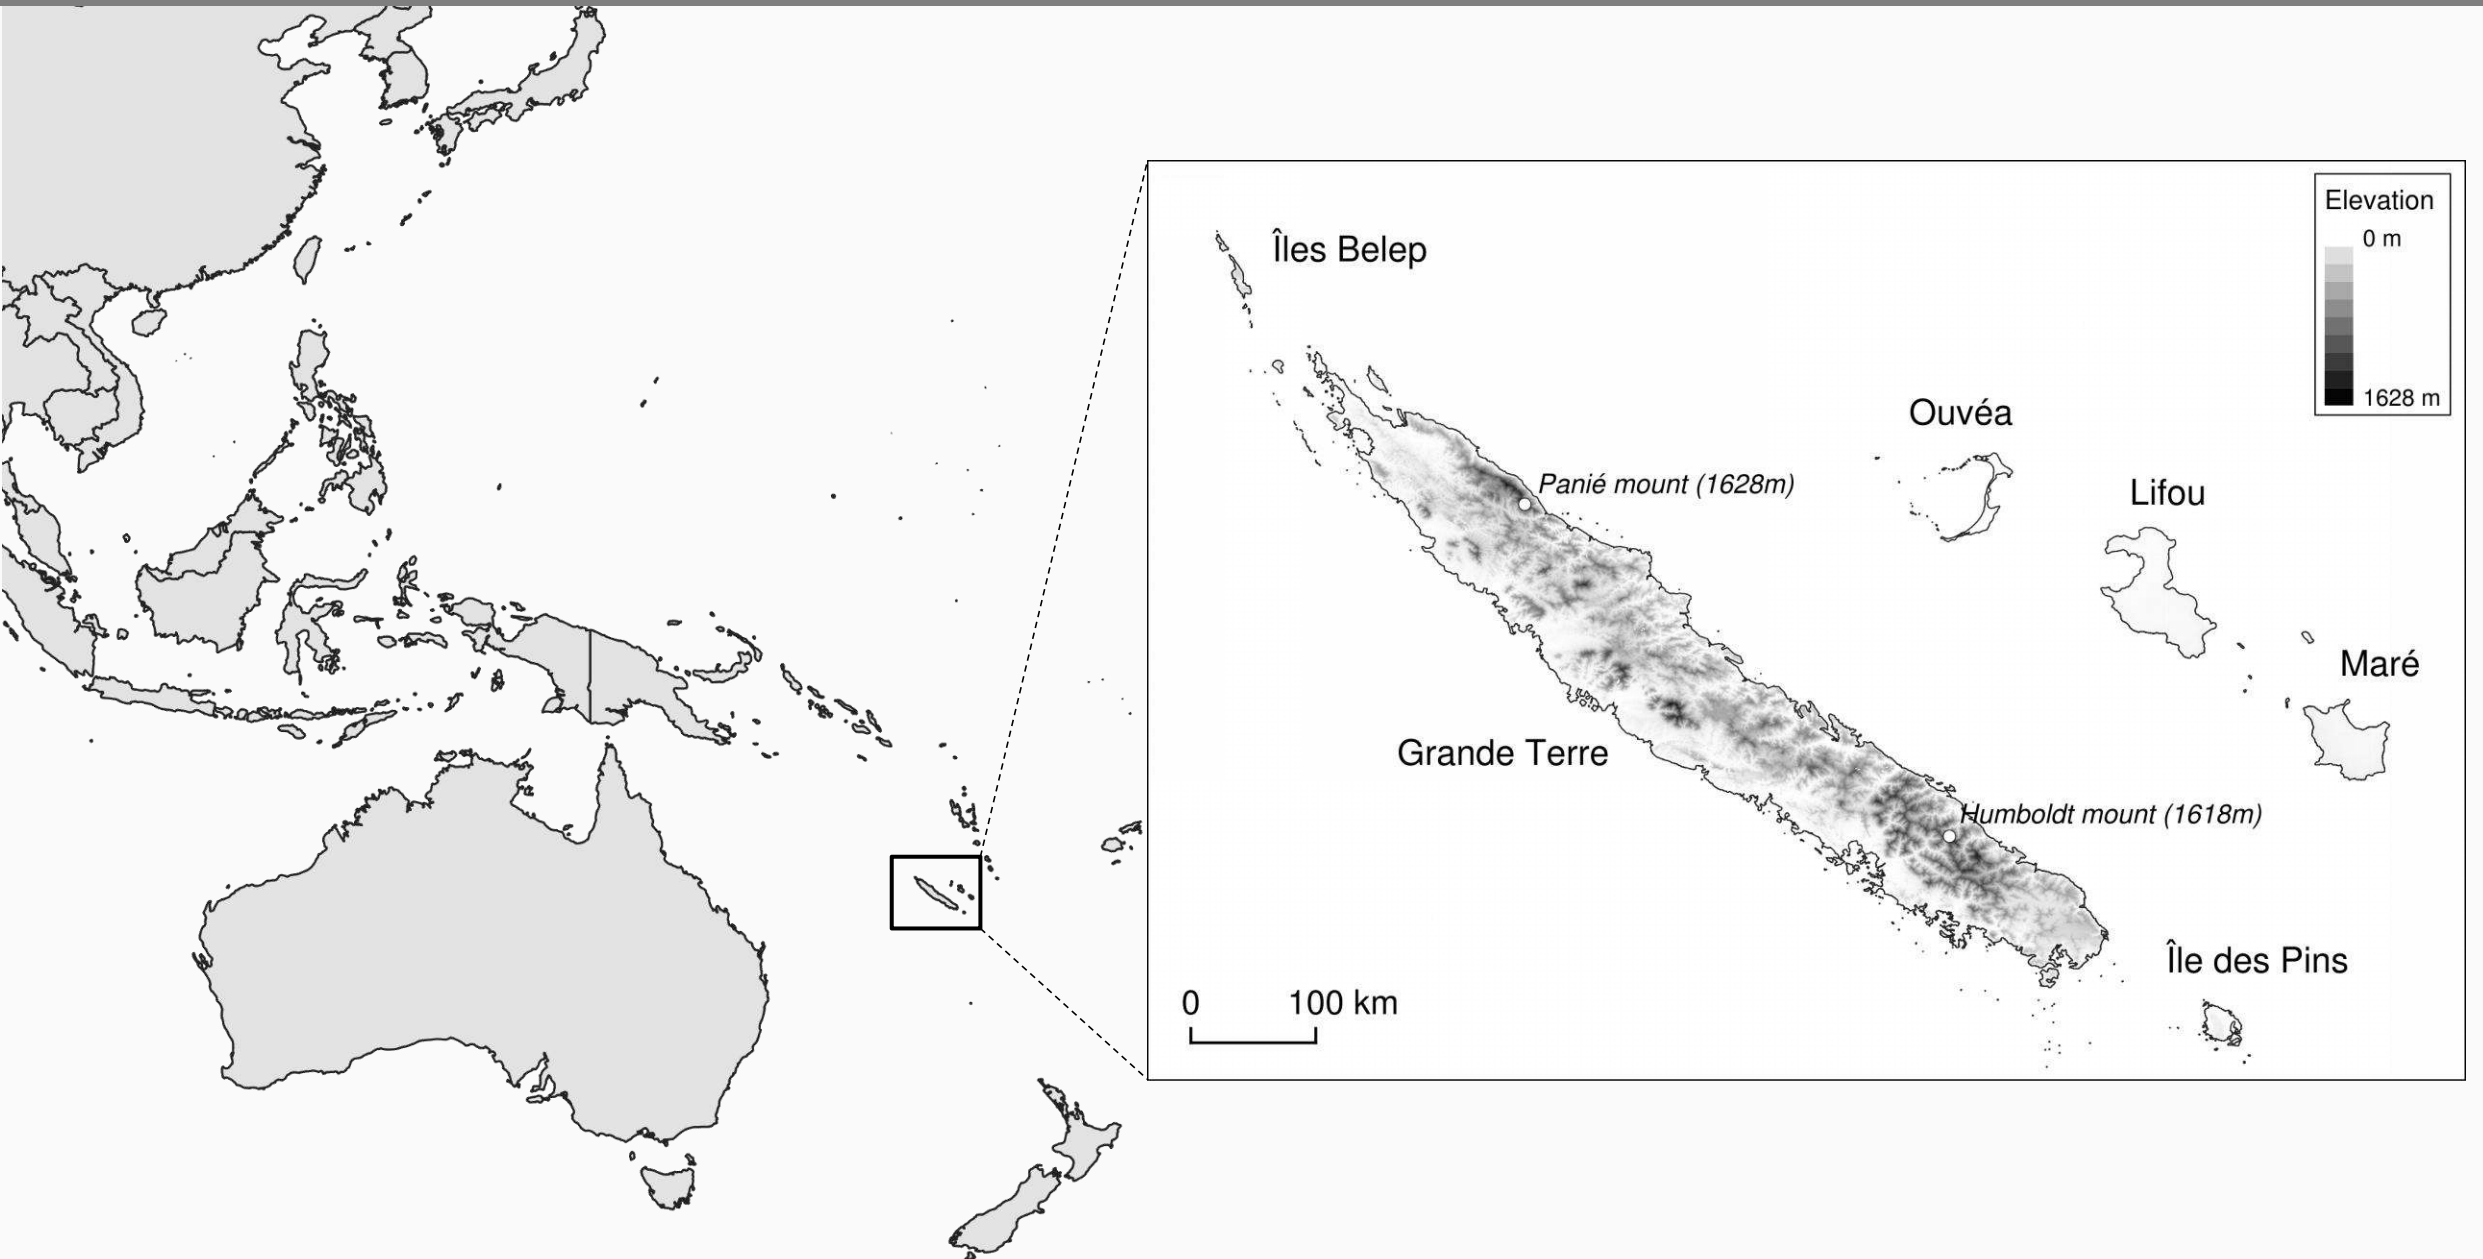 Elevation
0 m
1628 m
Îles Belep
Ouvéa
Panié mount (1628m)
Lifou
Maré
Grande Terre
Humboldt mount (1618m)
Île des Pins
0 100 km